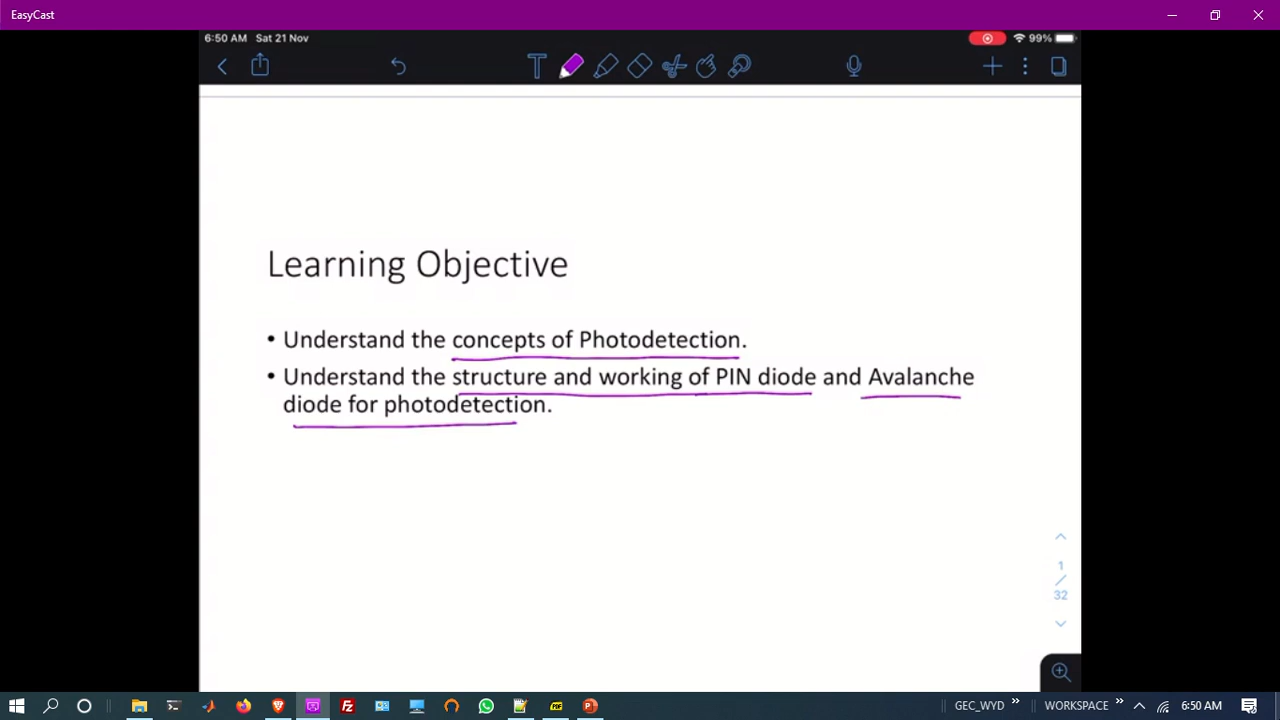 EasyCast
6:50 AM Sat 21 Nov
99%
Learning Objective
• Understand the concepts of Photodetection.
• Understand the structure and working of PIN diode and Avalanche
diode for photodetection.
1
/
32
GEC_WYD » WORKSPACE » 6:50 AM